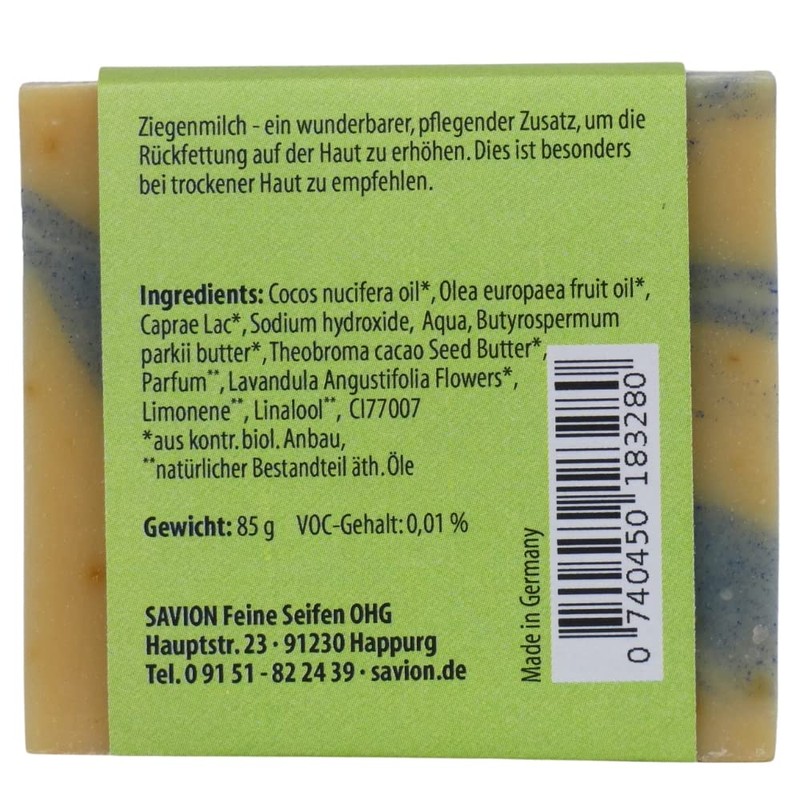 Ziegenmilch - ein wunderbarer, pflegender Zusatz, um die
Rückfettung auf der Haut zu erhöhen. Dies ist besonders
bei trockener Haut zu empfehlen.
Ingredients: Cocos nucifera oil*, Olea europaea fruit oil*,
Caprae Lac*, Sodium hydroxide, Aqua, Butyrospermum
parkii butter*, Theobroma cacao Seed Butter*,
Parfum**, Lavandula Angustifolia Flowers*,
Limonene**, Linalool**, CI77007
*aus kontr. biol. Anbau,
**natürlicher Bestandteil äth. Öle
Gewicht: 85 g VOC-Gehalt: 0,01 %
SAVION Feine Seifen OHG
Hauptstr. 23 · 91230 Happurg
Tel. 0 91 51 - 82 24 39 · savion.de
Made in Germany
0 740450 183280